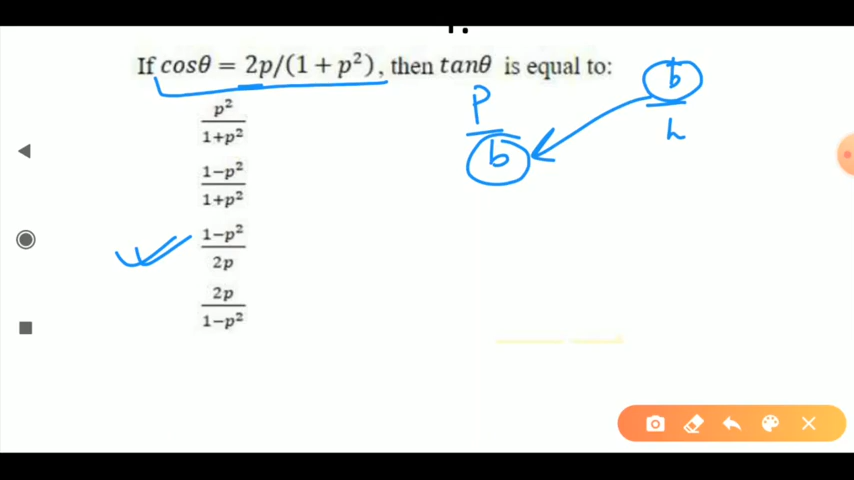 1.
If cosθ = 2p/(1 + p²), then tanθ is equal to:
p²/1+p²
1−p²/1+p²
1−p²/2p
2p/1−p²
P/b
b/h